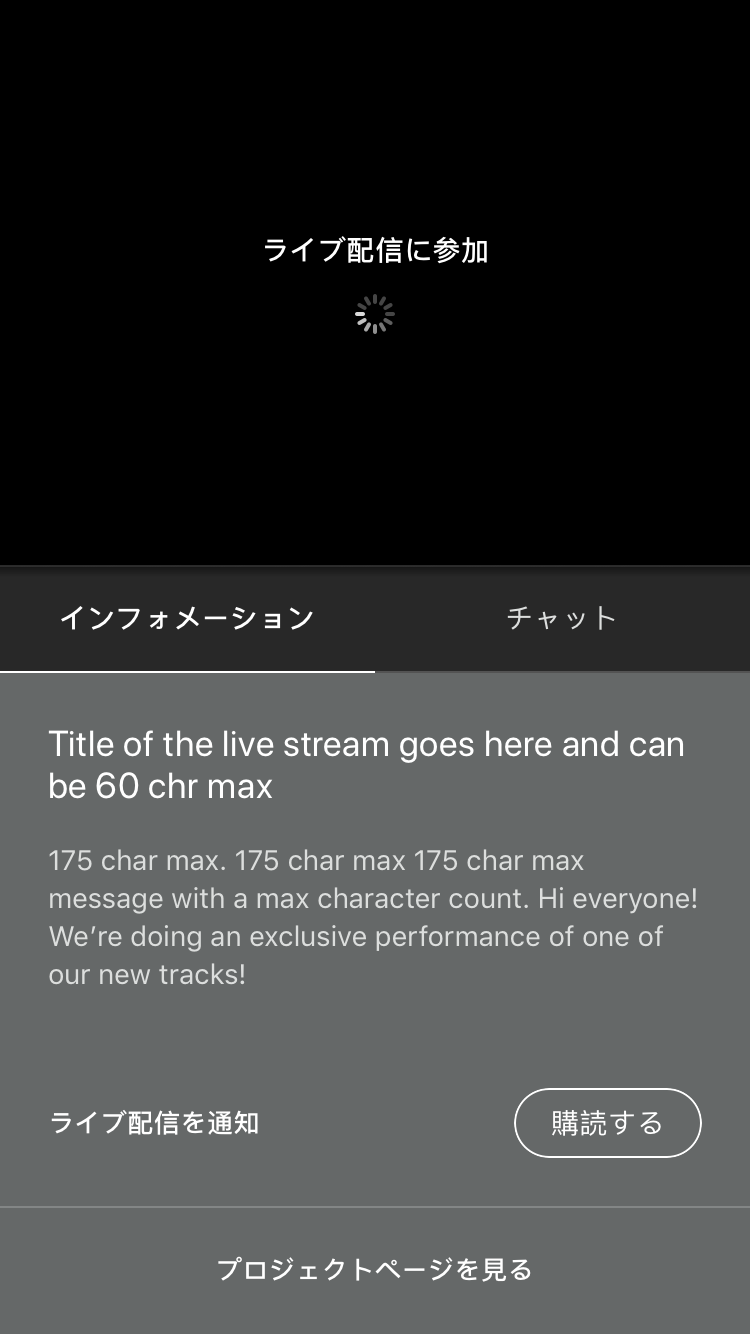 ライブ配信に参加
インフォメーション
チャット
Title of the live stream goes here and can
be 60 chr max
175 char max. 175 char max 175 char max
message with a max character count. Hi everyone!
We’re doing an exclusive performance of one of
our new tracks!
ライブ配信を通知
購読する
プロジェクトページを見る